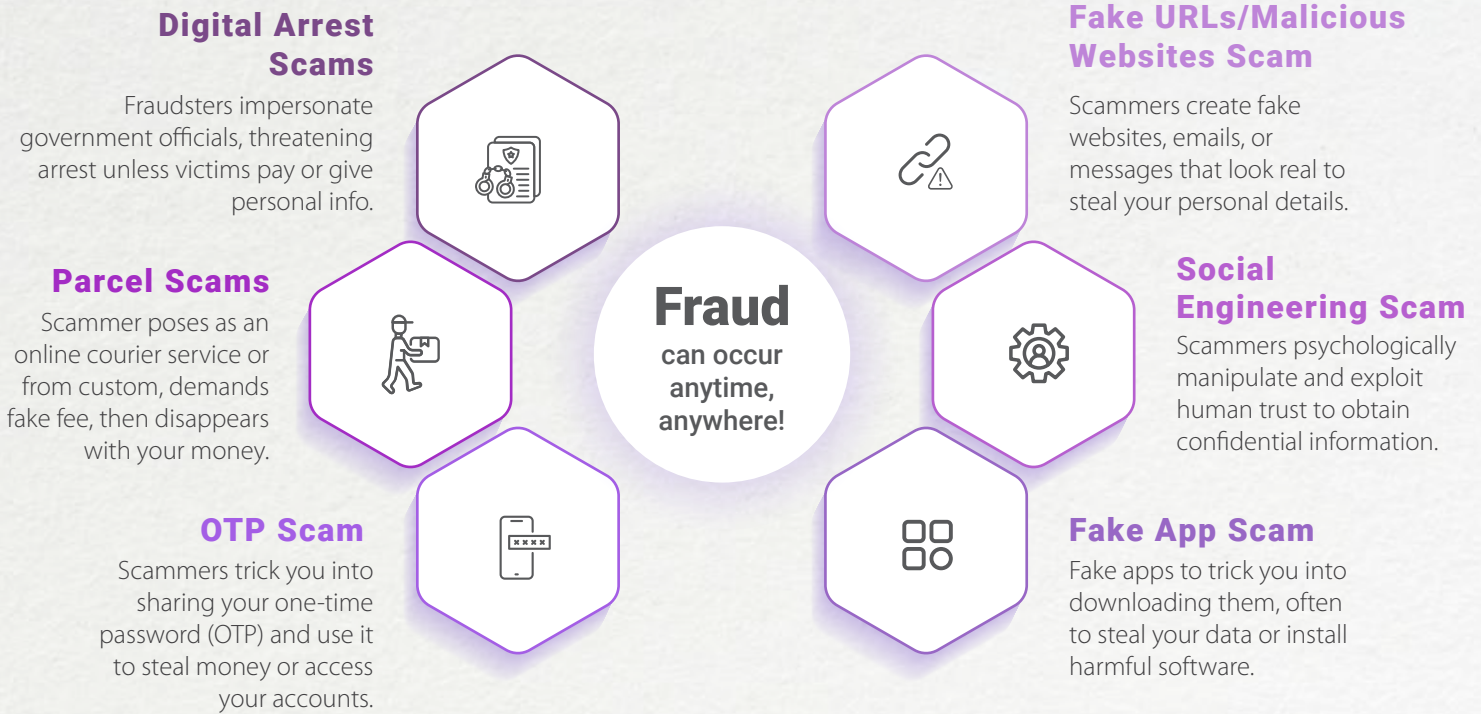 Digital Arrest
Scams
Fraudsters impersonate
government officials, threatening
arrest unless victims pay or give
personal info.
Parcel Scams
Scammer poses as an
online courier service or
from custom, demands
fake fee, then disappears
with your money.
OTP Scam
Scammers trick you into
sharing your one-time
password (OTP) and use it
to steal money or access
your accounts.
Fraud
can occur
anytime,
anywhere!
Fake URLs/Malicious
Websites Scam
Scammers create fake
websites, emails, or
messages that look real to
steal your personal details.
Social
Engineering Scam
Scammers psychologically
manipulate and exploit
human trust to obtain
confidential information.
Fake App Scam
Fake apps to trick you into
downloading them, often
to steal your data or install
harmful software.